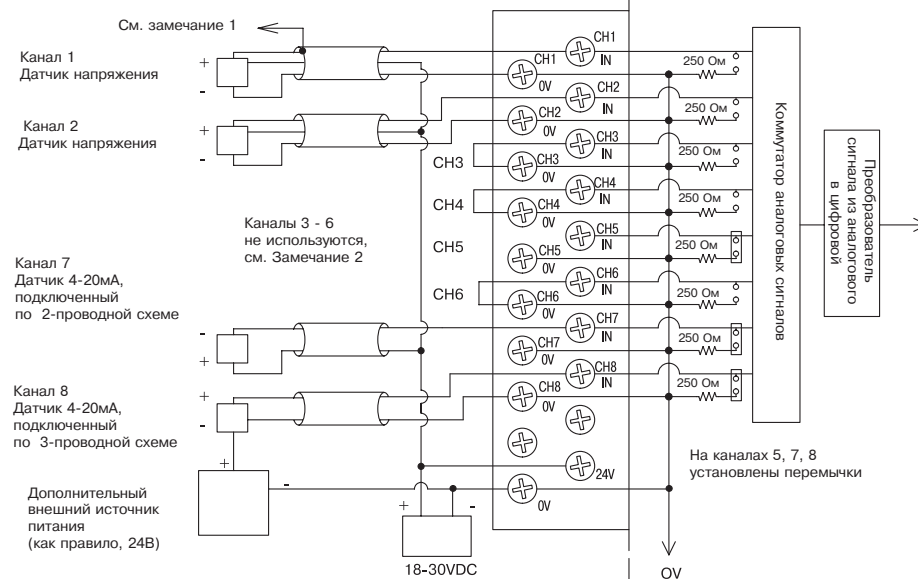 См. замечание 1
Канал 1
Датчик напряжения
+
-
CH1
IN
CH1
0V
250 Ом
Канал 2
Датчик напряжения
+
-
CH2
IN
CH2
0V
250 Ом
CH3
CH3
IN
CH3
0V
250 Ом
CH4
CH4
IN
CH4
0V
250 Ом
Каналы 3 - 6
не используются,
см. Замечание 2
CH5
CH5
IN
CH5
0V
250 Ом
CH6
CH6
IN
CH6
0V
250 Ом
Канал 7
Датчик 4-20мА,
подключенный
по 2-проводной схеме
-
+
CH7
IN
CH7
0V
250 Ом
Канал 8
Датчик 4-20мА,
подключенный
по 3-проводной схеме
+
-
CH8
IN
CH8
0V
250 Ом
Коммутатор аналоговых сигналов
Преобразователь
сигнала из аналогового
в цифровой
На каналах 5, 7, 8
установлены перемычки
24V
0V
+
-
Дополнительный
внешний источник
питания
(как правило, 24В)
+
-
18-30VDC
OV